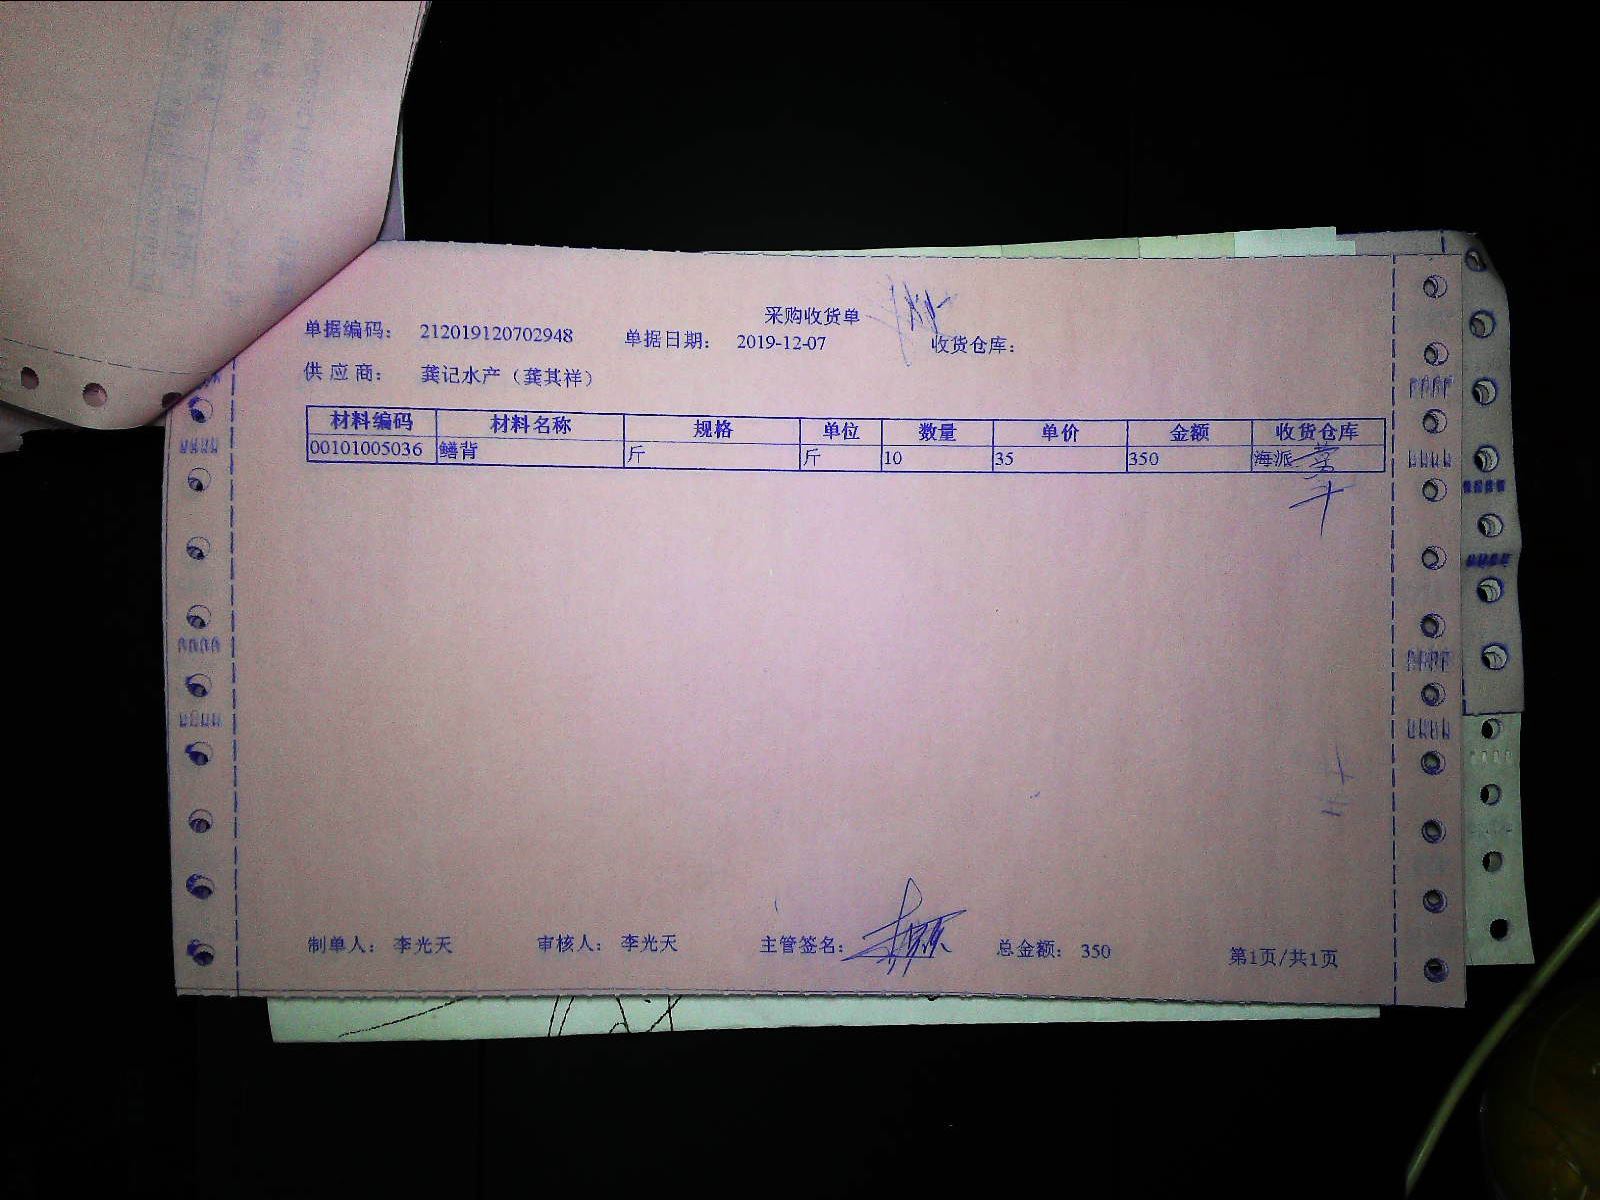 采购收货单
单据编码： 212019120702948 单据日期： 2019-12-07 收货仓库：
供应商： 龚记水产（龚其祥）
材料编码 材料名称 规格 单位 数量 单价 金额 收货仓库
00101005036 鳝背 斤 斤 10 35 350 海派
制单人： 李光天 审核人： 李光天 主管签名： 总金额： 350 第1页/共1页